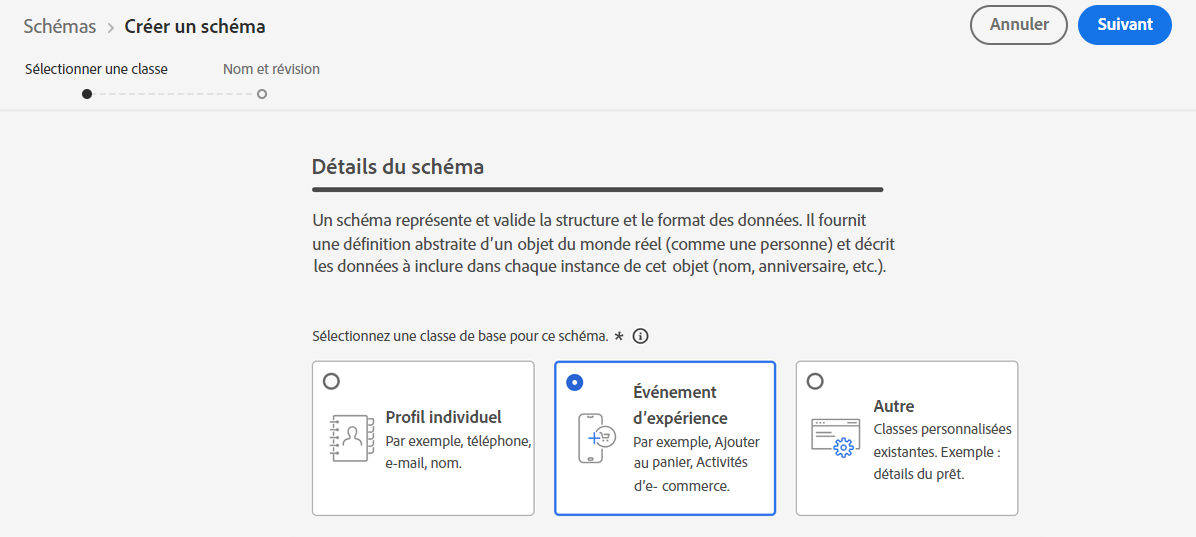 Schémas > Créer un schéma
Annuler
Suivant
Sélectionner une classe
Nom et révision
Détails du schéma
Un schéma représente et valide la structure et le format des données. Il fournit
une définition abstraite d'un objet du monde réel (comme une personne) et décrit
les données à inclure dans chaque instance de cet objet (nom, anniversaire, etc.).
Sélectionnez une classe de base pour ce schéma. *
Profil individuel
Par exemple, téléphone,
e-mail, nom.
Événement
d'expérience
Par exemple, Ajouter
au panier, Activités
d'e- commerce.
Autre
Classes personnalisées
existantes. Exemple :
détails du prêt.